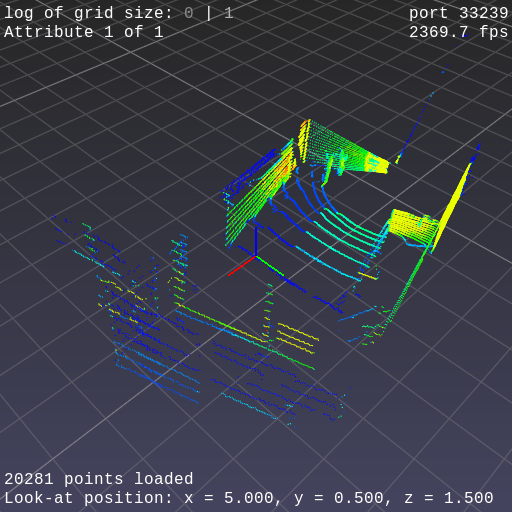 log of grid size: 0 | 1
port 33239
Attribute 1 of 1
2369.7 fps
20281 points loaded
Look-at position: x = 5.000, y = 0.500, z = 1.500